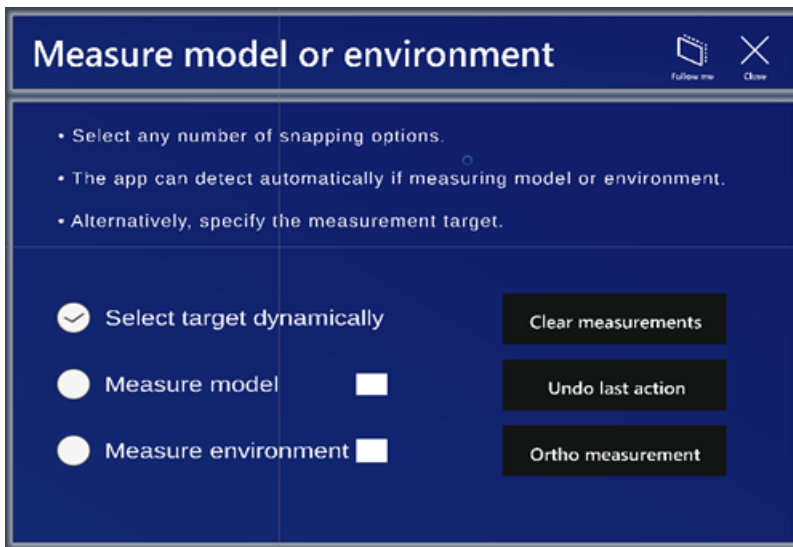 Measure model or environment
Follow me
Close
• Select any number of snapping options.
• The app can detect automatically if measuring model or environment.
• Alternatively, specify the measurement target.
Select target dynamically
Clear measurements
Measure model
Undo last action
Measure environment
Ortho measurement